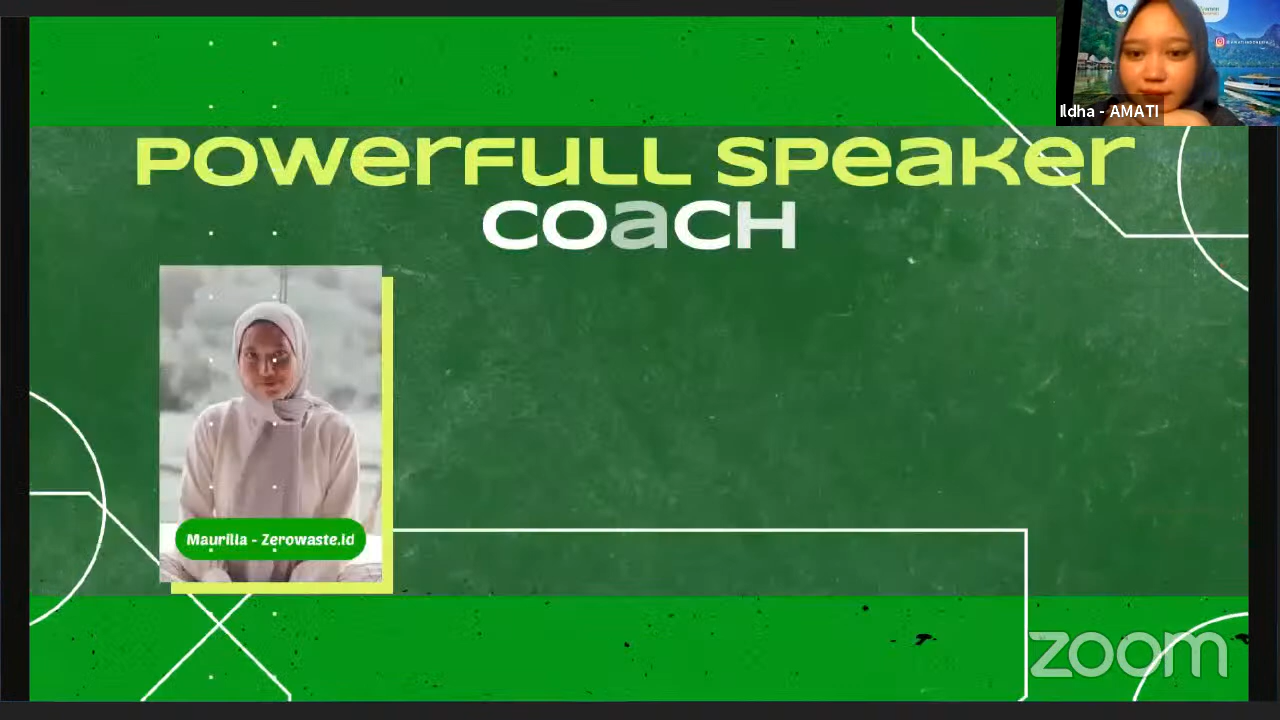 Ildha - AMATI
POWERFULL SPEAKER
COACH
Maurilla - Zerowaste.id
zoom